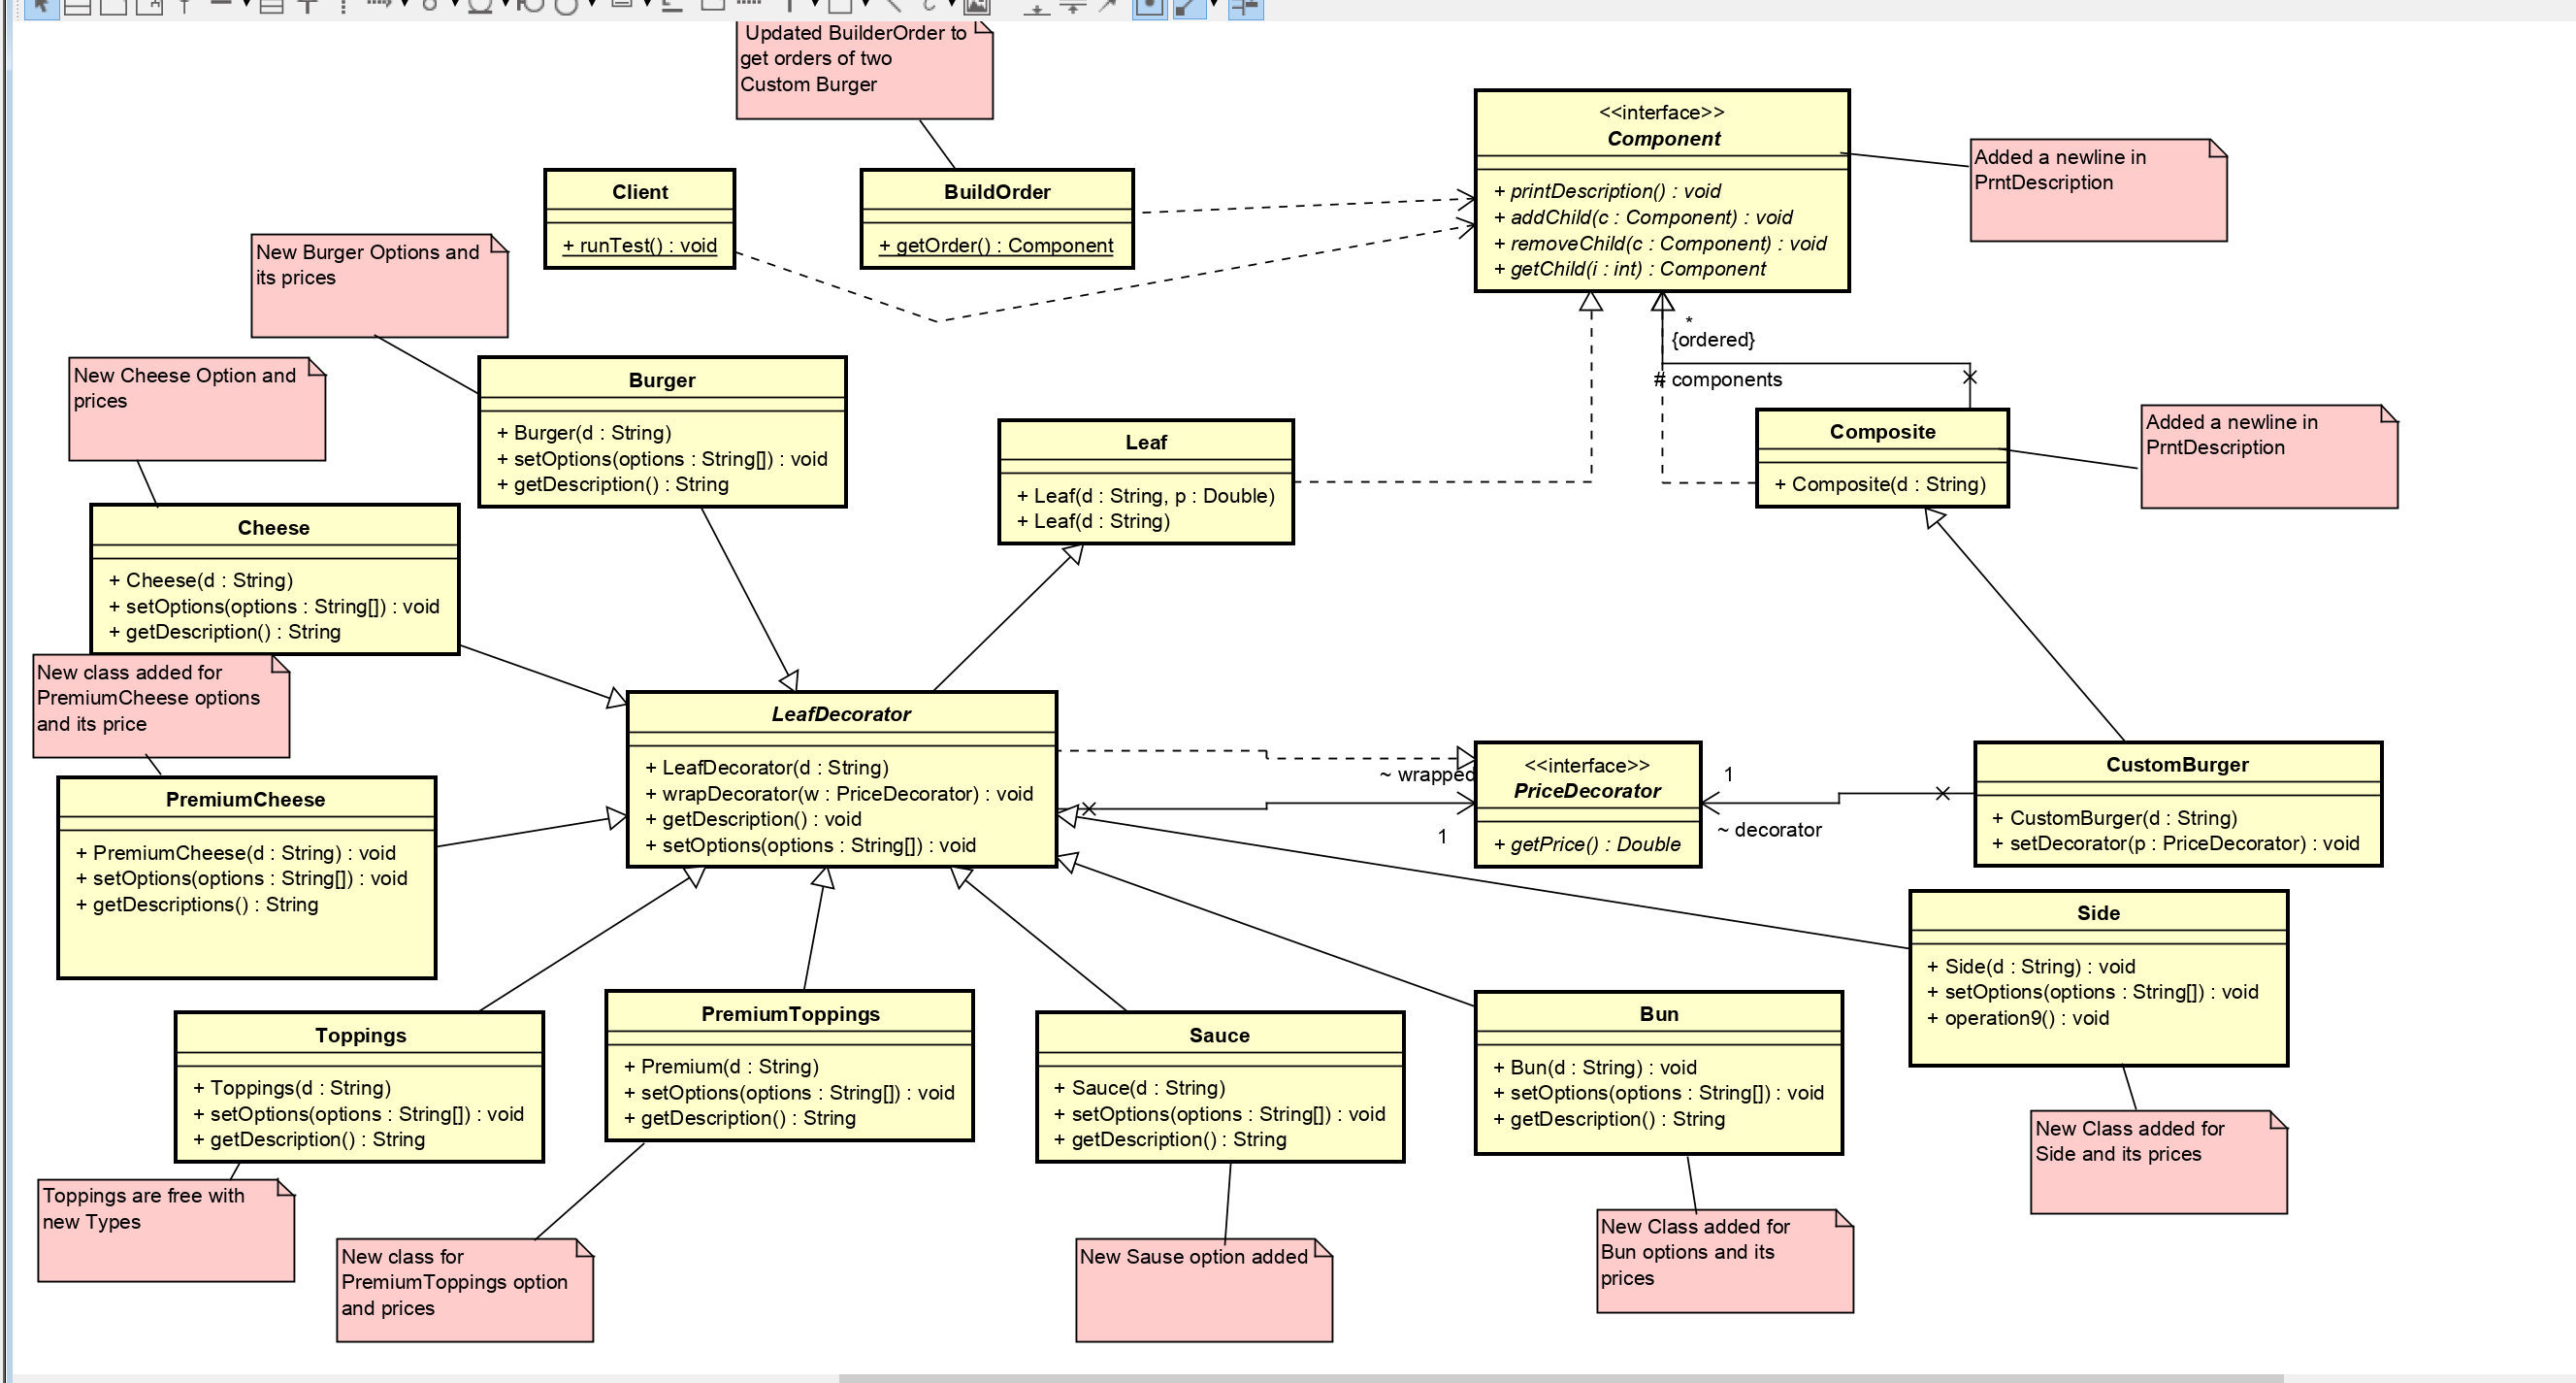 Updated BuilderOrder to
get orders of two
Custom Burger
<<interface>>
Component
+ printDescription() : void
+ addChild(c : Component) : void
+ removeChild(c : Component) : void
+ getChild(i : int) : Component
Added a newline in
PrntDescription
Client
+ runTest() : void
BuildOrder
+ getOrder() : Component
New Burger Options and
its prices
*
{ordered}
# components
New Cheese Option and
prices
Burger
+ Burger(d : String)
+ setOptions(options : String[]) : void
+ getDescription() : String
Leaf
+ Leaf(d : String, p : Double)
+ Leaf(d : String)
Composite
+ Composite(d : String)
Added a newline in
PrntDescription
Cheese
+ Cheese(d : String)
+ setOptions(options : String[]) : void
+ getDescription() : String
New class added for
PremiumCheese options
and its price
LeafDecorator
+ LeafDecorator(d : String)
+ wrapDecorator(w : PriceDecorator) : void
+ getDescription() : void
+ setOptions(options : String[]) : void
~ wrapped
1
<<interface>>
PriceDecorator
+ getPrice() : Double
1
~ decorator
CustomBurger
+ CustomBurger(d : String)
+ setDecorator(p : PriceDecorator) : void
PremiumCheese
+ PremiumCheese(d : String) : void
+ setOptions(options : String[]) : void
+ getDescriptions() : String
Side
+ Side(d : String) : void
+ setOptions(options : String[]) : void
+ operation9() : void
Toppings
+ Toppings(d : String)
+ setOptions(options : String[]) : void
+ getDescription() : String
PremiumToppings
+ Premium(d : String)
+ setOptions(options : String[]) : void
+ getDescription() : String
Sauce
+ Sauce(d : String)
+ setOptions(options : String[]) : void
+ getDescription() : String
Bun
+ Bun(d : String) : void
+ setOptions(options : String[]) : void
+ getDescription() : String
New Class added for
Side and its prices
Toppings are free with
new Types
New class for
PremiumToppings option
and prices
New Sause option added
New Class added for
Bun options and its
prices